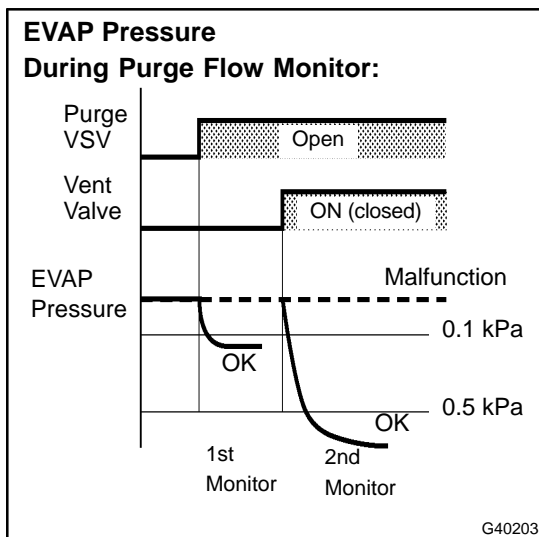 EVAP Pressure
During Purge Flow Monitor:
Purge
VSV
Open
Vent
Valve
ON (closed)
EVAP
Pressure
Malfunction
0.1 kPa
OK
0.5 kPa
OK
1st
Monitor
2nd
Monitor
G40203